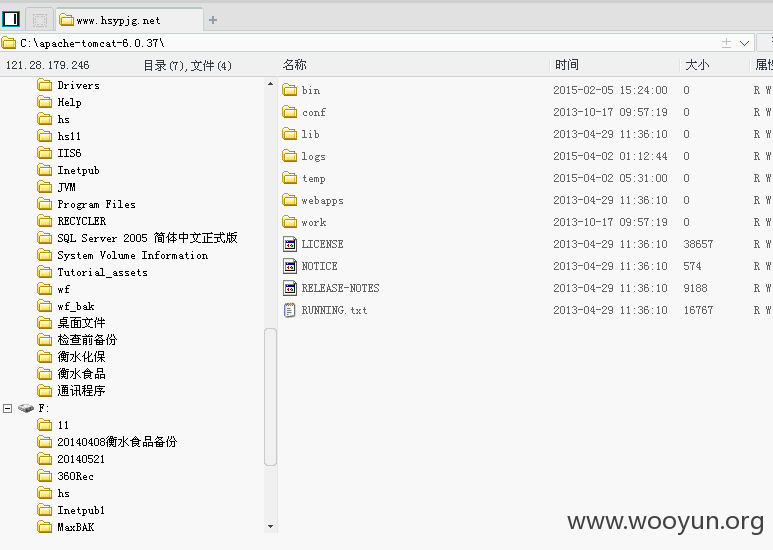 www.hsypjg.net
C:\apache-tomcat-6.0.37\
121.28.179.246 目录(7),文件(4) 名称 时间 大小 属性
Drivers
Help
hs
hs11
IIS6
Inetpub
JVM
Program Files
RECYCLER
SQL Server 2005 简体中文正式版
System Volume Information
Tutorial_assets
wf
wf_bak
桌面文件
检查前备份
衡水化保
衡水食品
通讯程序
F:
11
20140408衡水食品备份
20140521
360Rec
hs
Inetpub1
MaxBAK
bin 2015-02-05 15:24:00 0 R W
conf 2013-10-17 09:57:19 0 R W
lib 2013-04-29 11:36:10 0 R W
logs 2015-04-02 01:12:44 0 R W
temp 2015-04-02 05:31:00 0 R W
webapps 2013-04-29 11:36:10 0 R W
work 2013-10-17 09:57:19 0 R W
LICENSE 2013-04-29 11:36:10 38657 R W
NOTICE 2013-04-29 11:36:10 574 R W
RELEASE-NOTES 2013-04-29 11:36:10 9188 R W
RUNNING.txt 2013-04-29 11:36:10 16767 R W
www.wooyun.org